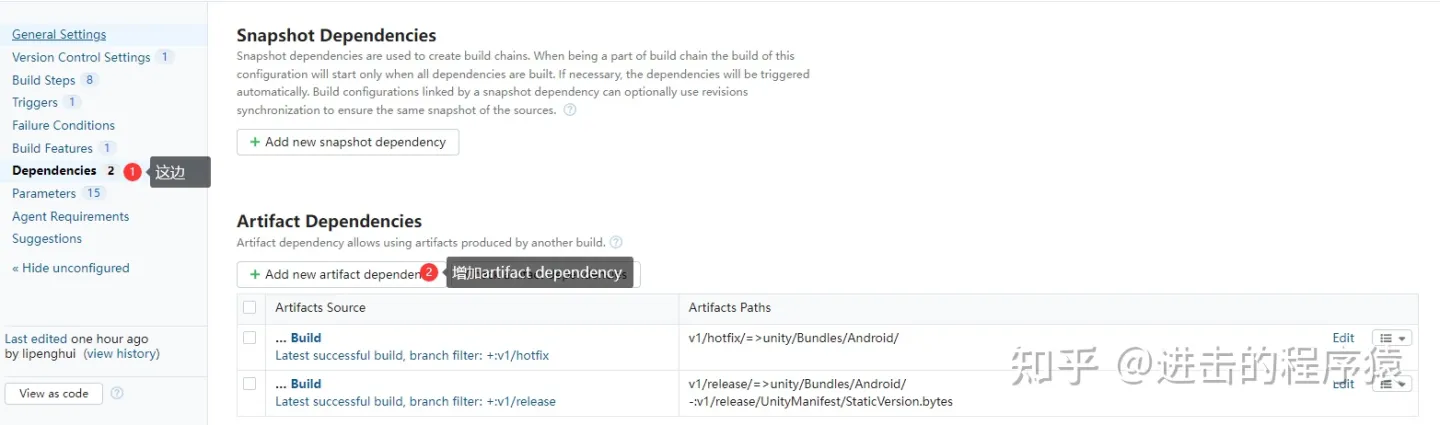 General Settings
Version Control Settings 1
Build Steps 8
Triggers 1
Failure Conditions
Build Features 1
Dependencies 2 1 这边
Parameters 15
Agent Requirements
Suggestions
« Hide unconfigured
Last edited one hour ago
by lipenghui (view history)
View as code ?
Snapshot Dependencies
Snapshot dependencies are used to create build chains. When being a part of build chain the build of this
configuration will start only when all dependencies are built. If necessary, the dependencies will be triggered
automatically. Build configurations linked by a snapshot dependency can optionally use revisions
synchronization to ensure the same snapshot of the sources. ?
+ Add new snapshot dependency
Artifact Dependencies
Artifact dependency allows using artifacts produced by another build. ?
+ Add new artifact dependen 2 增加artifact dependency
Artifacts Source Artifacts Paths
... Build v1/hotfix/=>unity/Bundles/Android/ Edit
Latest successful build, branch filter: +:v1/hotfix
... Build v1/release/=>unity/Bundles/Android/ Edit
Latest successful build, branch filter: +:v1/release -:v1/release/UnityManifest/StaticVersion.bytes
知乎 @进击的程序猿